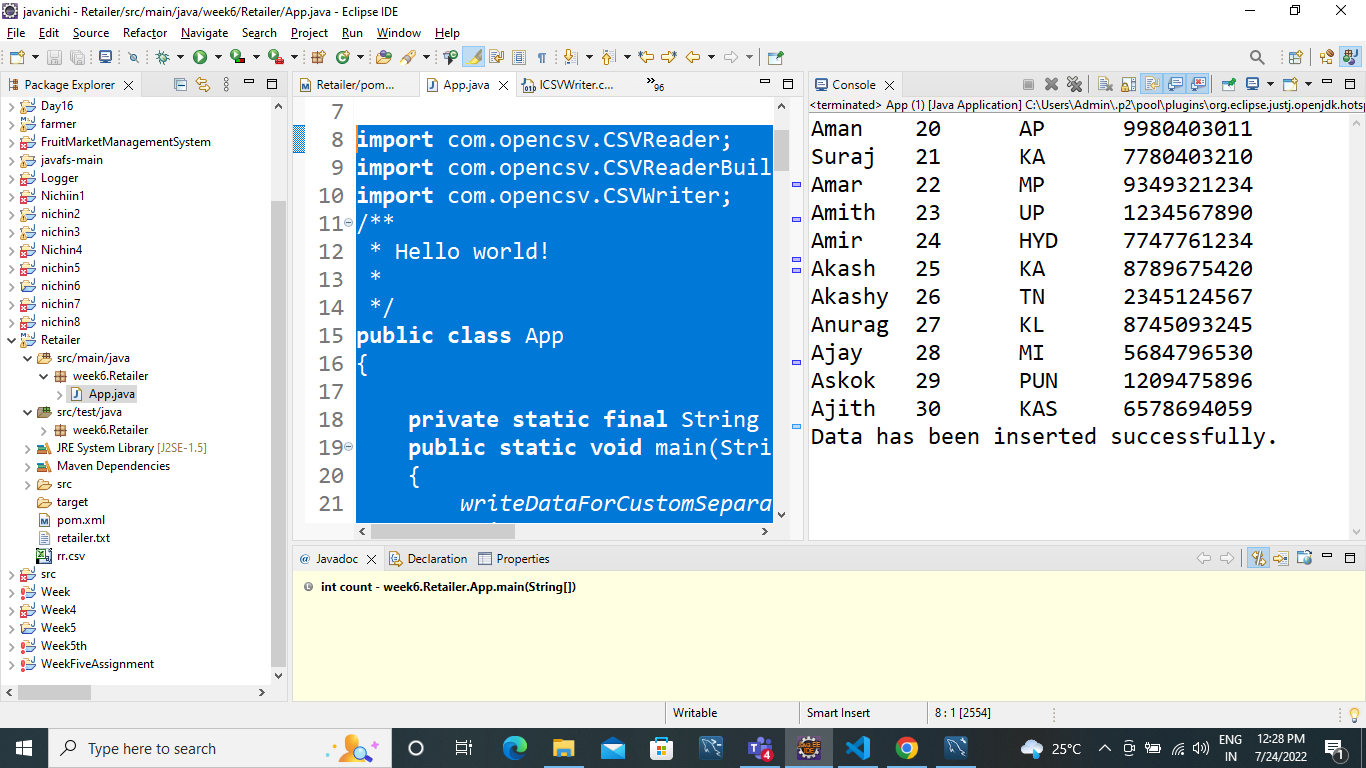 javanichi - Retailer/src/main/java/week6/Retailer/App.java - Eclipse IDE
File Edit Source Refactor Navigate Search Project Run Window Help
Package Explorer
Day16
farmer
FruitMarketManagementSystem
javafs-main
Logger
Nichiin1
nichin2
nichin3
Nichin4
nichin5
nichin6
nichin7
nichin8
Retailer
src/main/java
week6.Retailer
App.java
src/test/java
week6.Retailer
JRE System Library [J2SE-1.5]
Maven Dependencies
src
target
pom.xml
retailer.txt
rr.csv
src
Week
Week4
Week5
Week5th
WeekFiveAssignment
Retailer/pom... App.java ICSVWriter.c... »96
7
8 import com.opencsv.CSVReader;
9 import com.opencsv.CSVReaderBuil
10 import com.opencsv.CSVWriter;
11 /**
12 * Hello world!
13 *
14 */
15 public class App
16 {
17
18 private static final String
19 public static void main(Stri
20 {
21 writeDataForCustomSepara
Console
<terminated> App (1) [Java Application] C:\Users\Admin\.p2\pool\plugins\org.eclipse.justj.openjdk.hotsp
Aman 20 AP 9980403011
Suraj 21 KA 7780403210
Amar 22 MP 9349321234
Amith 23 UP 1234567890
Amir 24 HYD 7747761234
Akash 25 KA 8789675420
Akashy 26 TN 2345124567
Anurag 27 KL 8745093245
Ajay 28 MI 5684796530
Askok 29 PUN 1209475896
Ajith 30 KAS 6578694059
Data has been inserted successfully.
@ Javadoc Declaration Properties
int count - week6.Retailer.App.main(String[])
Writable Smart Insert 8 : 1 [2554]
Type here to search
4
25°C
ENG
IN
12:28 PM
7/24/2022
1